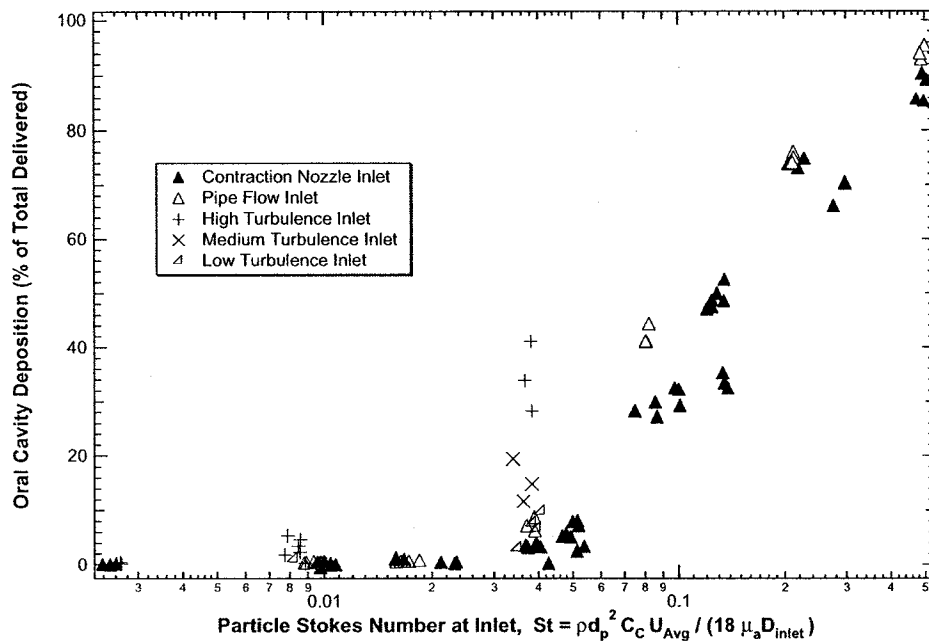 100
80
60
40
20
0
Oral Cavity Deposition (% of Total Delivered)
Contraction Nozzle Inlet
Pipe Flow Inlet
High Turbulence Inlet
Medium Turbulence Inlet
Low Turbulence Inlet
3 4 5 6 7 8 9 2 3 4 5 6 7 8 9 2 3 4 5
0.01 0.1
Particle Stokes Number at Inlet, St = ρd_p² C_C U_Avg / (18 μ_a D_inlet)